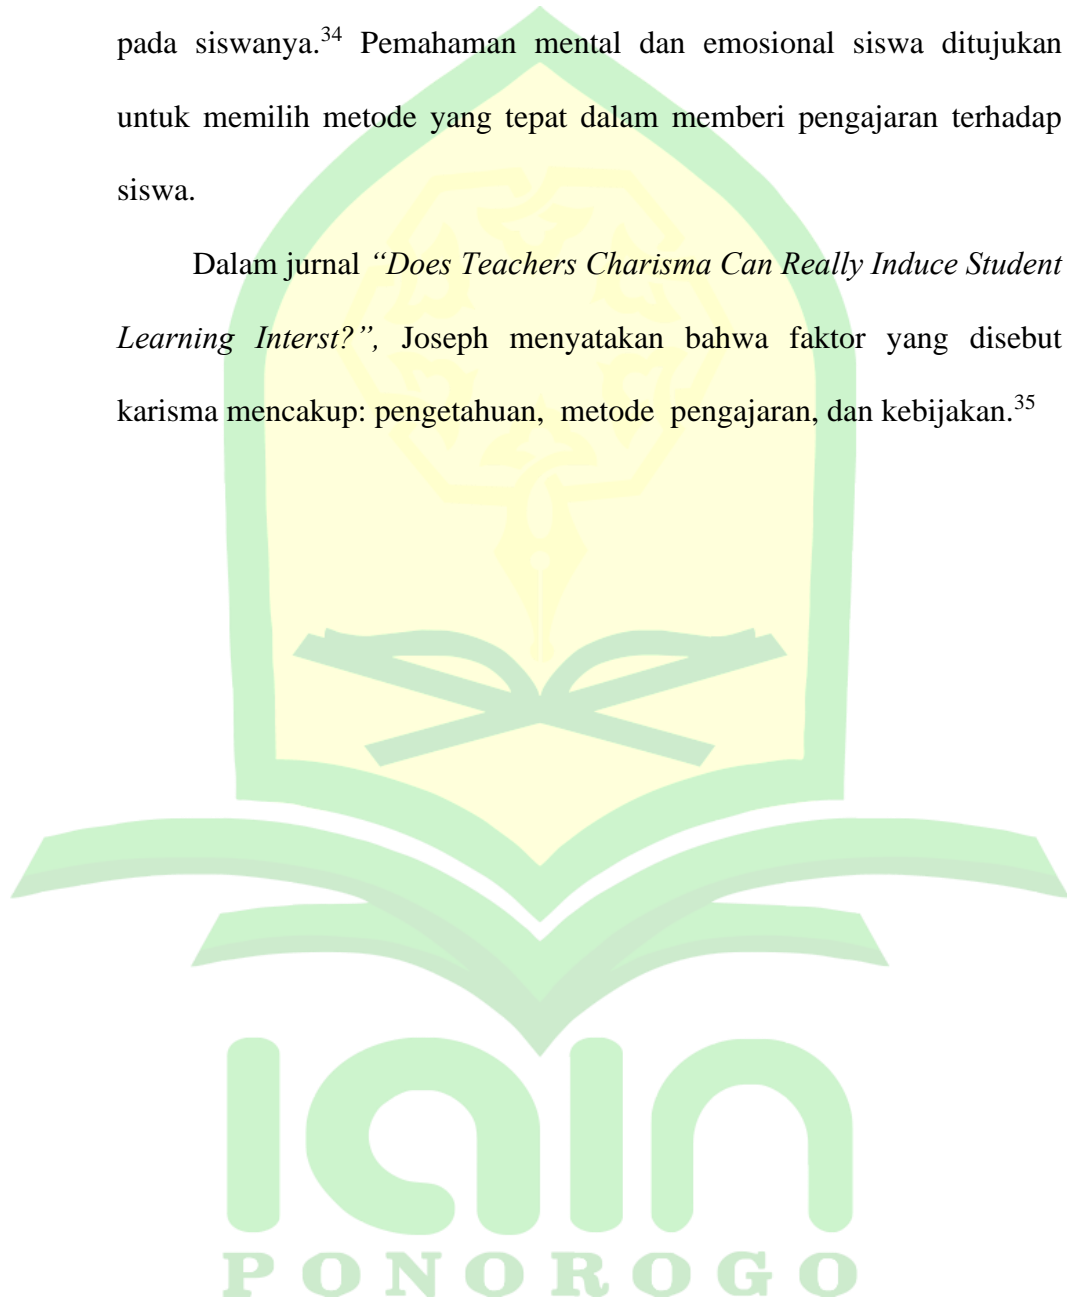 pada siswanya.34 Pemahaman mental dan emosional siswa ditujukan
untuk memilih metode yang tepat dalam memberi pengajaran terhadap
siswa.
Dalam jurnal “Does Teachers Charisma Can Really Induce Student
Learning Interst?”, Joseph menyatakan bahwa faktor yang disebut
karisma mencakup: pengetahuan, metode pengajaran, dan kebijakan.35
iain
PONOROGO